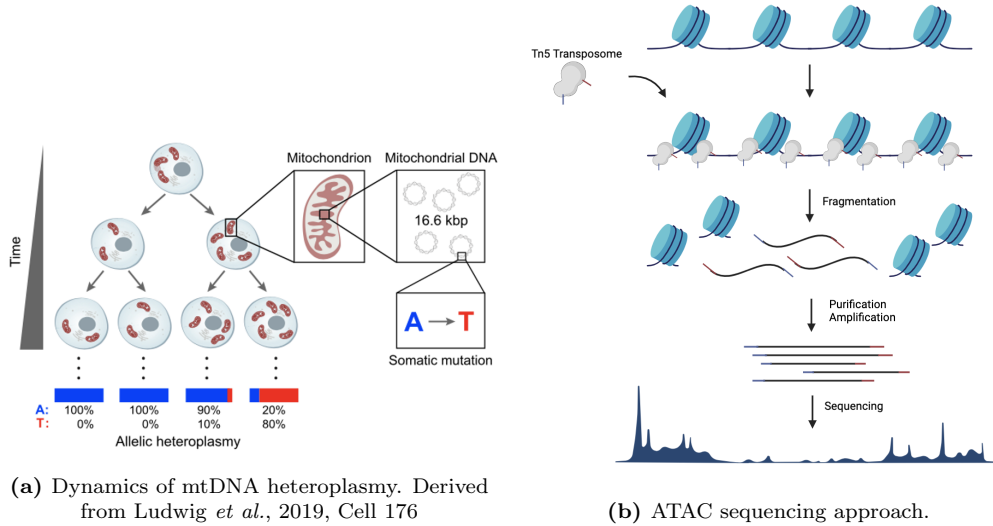 Time
Mitochondrion
Mitochondrial DNA
16.6 kbp
A → T
Somatic mutation
A: 100% 100% 90% 20%
T: 0% 0% 10% 80%
Allelic heteroplasmy
(a) Dynamics of mtDNA heteroplasmy. Derived
from Ludwig et al., 2019, Cell 176
Tn5 Transposome
Fragmentation
Purification
Amplification
Sequencing
(b) ATAC sequencing approach.